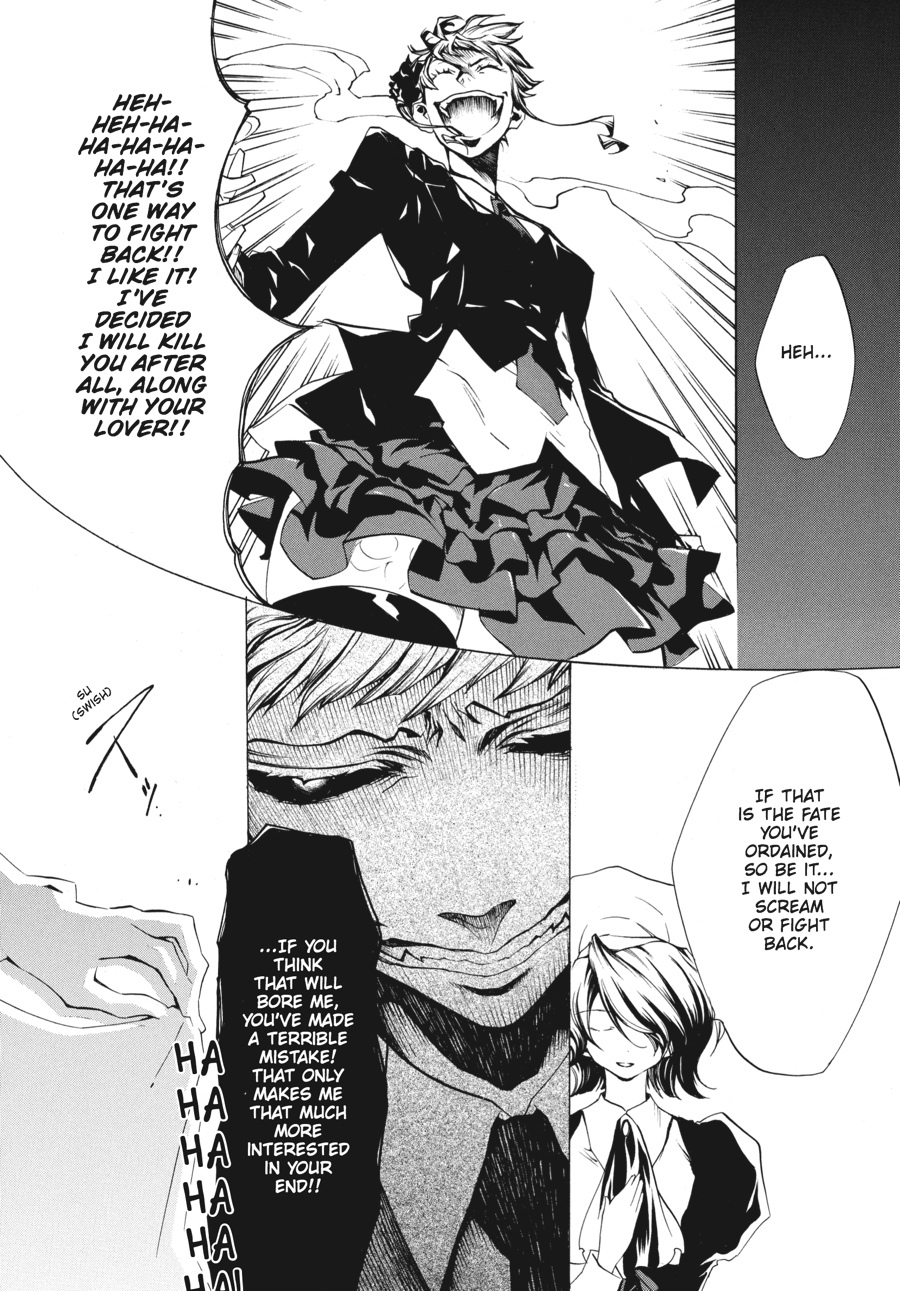 HEH...
HEH-
HEH-HA-
HA-HA-HA-
HA-HA!!
THAT'S
ONE WAY
TO FIGHT
BACK!!
I LIKE IT!
I'VE
DECIDED
I WILL KILL
YOU AFTER
ALL, ALONG
WITH YOUR
LOVER!!
IF THAT
IS THE FATE
YOU'VE
ORDAINED,
SO BE IT...
I WILL NOT
SCREAM
OR FIGHT
BACK.
...IF YOU
THINK
THAT WILL
BORE ME,
YOU'VE MADE
A TERRIBLE
MISTAKE!
THAT ONLY
MAKES ME
THAT MUCH
MORE
INTERESTED
IN YOUR
END!!
SU
(SWISH)
スッ
HA
HA
HA
HA
HA
HA!